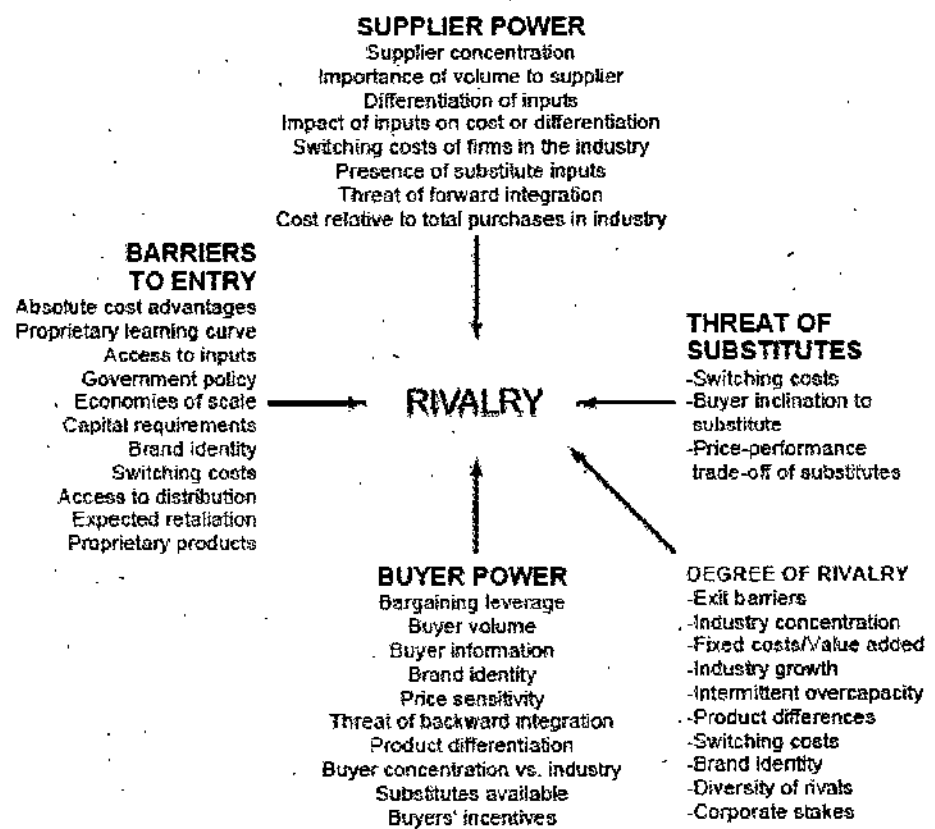 SUPPLIER POWER
Supplier concentration
Importance of volume to supplier
Differentiation of inputs
Impact of inputs on cost or differentiation
Switching costs of firms in the industry
Presence of substitute inputs
Threat of forward integration
Cost relative to total purchases in industry
BARRIERS
TO ENTRY
Absolute cost advantages
Proprietary learning curve
Access to inputs
Government policy
Economies of scale
Capital requirements
Brand identity
Switching costs
Access to distribution
Expected retaliation
Proprietary products
RIVALRY
THREAT OF
SUBSTITUTES
-Switching costs
-Buyer inclination to
substitute
-Price-performance
trade-off of substitutes
BUYER POWER
Bargaining leverage
Buyer volume
Buyer information
Brand identity
Price sensitivity
Threat of backward integration
Product differentiation
Buyer concentration vs. industry
Substitutes available
Buyers' incentives
DEGREE OF RIVALRY
-Exit barriers
-Industry concentration
-Fixed costs/Value added
-Industry growth
-Intermittent overcapacity
-Product differences
-Switching costs
-Brand identity
-Diversity of rivals
-Corporate stakes